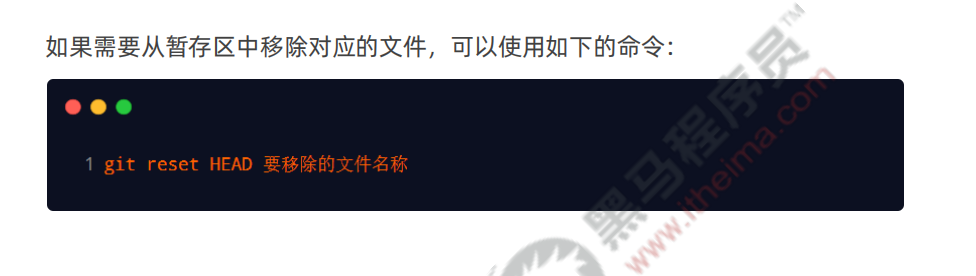 如果需要从暂存区中移除对应的文件，可以使用如下的命令：
1 git reset HEAD 要移除的文件名称
黑马程序员™
www.itheima.com